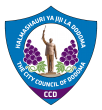 HALMASHAURI YA JIJI LA DODOMA
THE CITY COUNCIL OF DODOMA
CCD